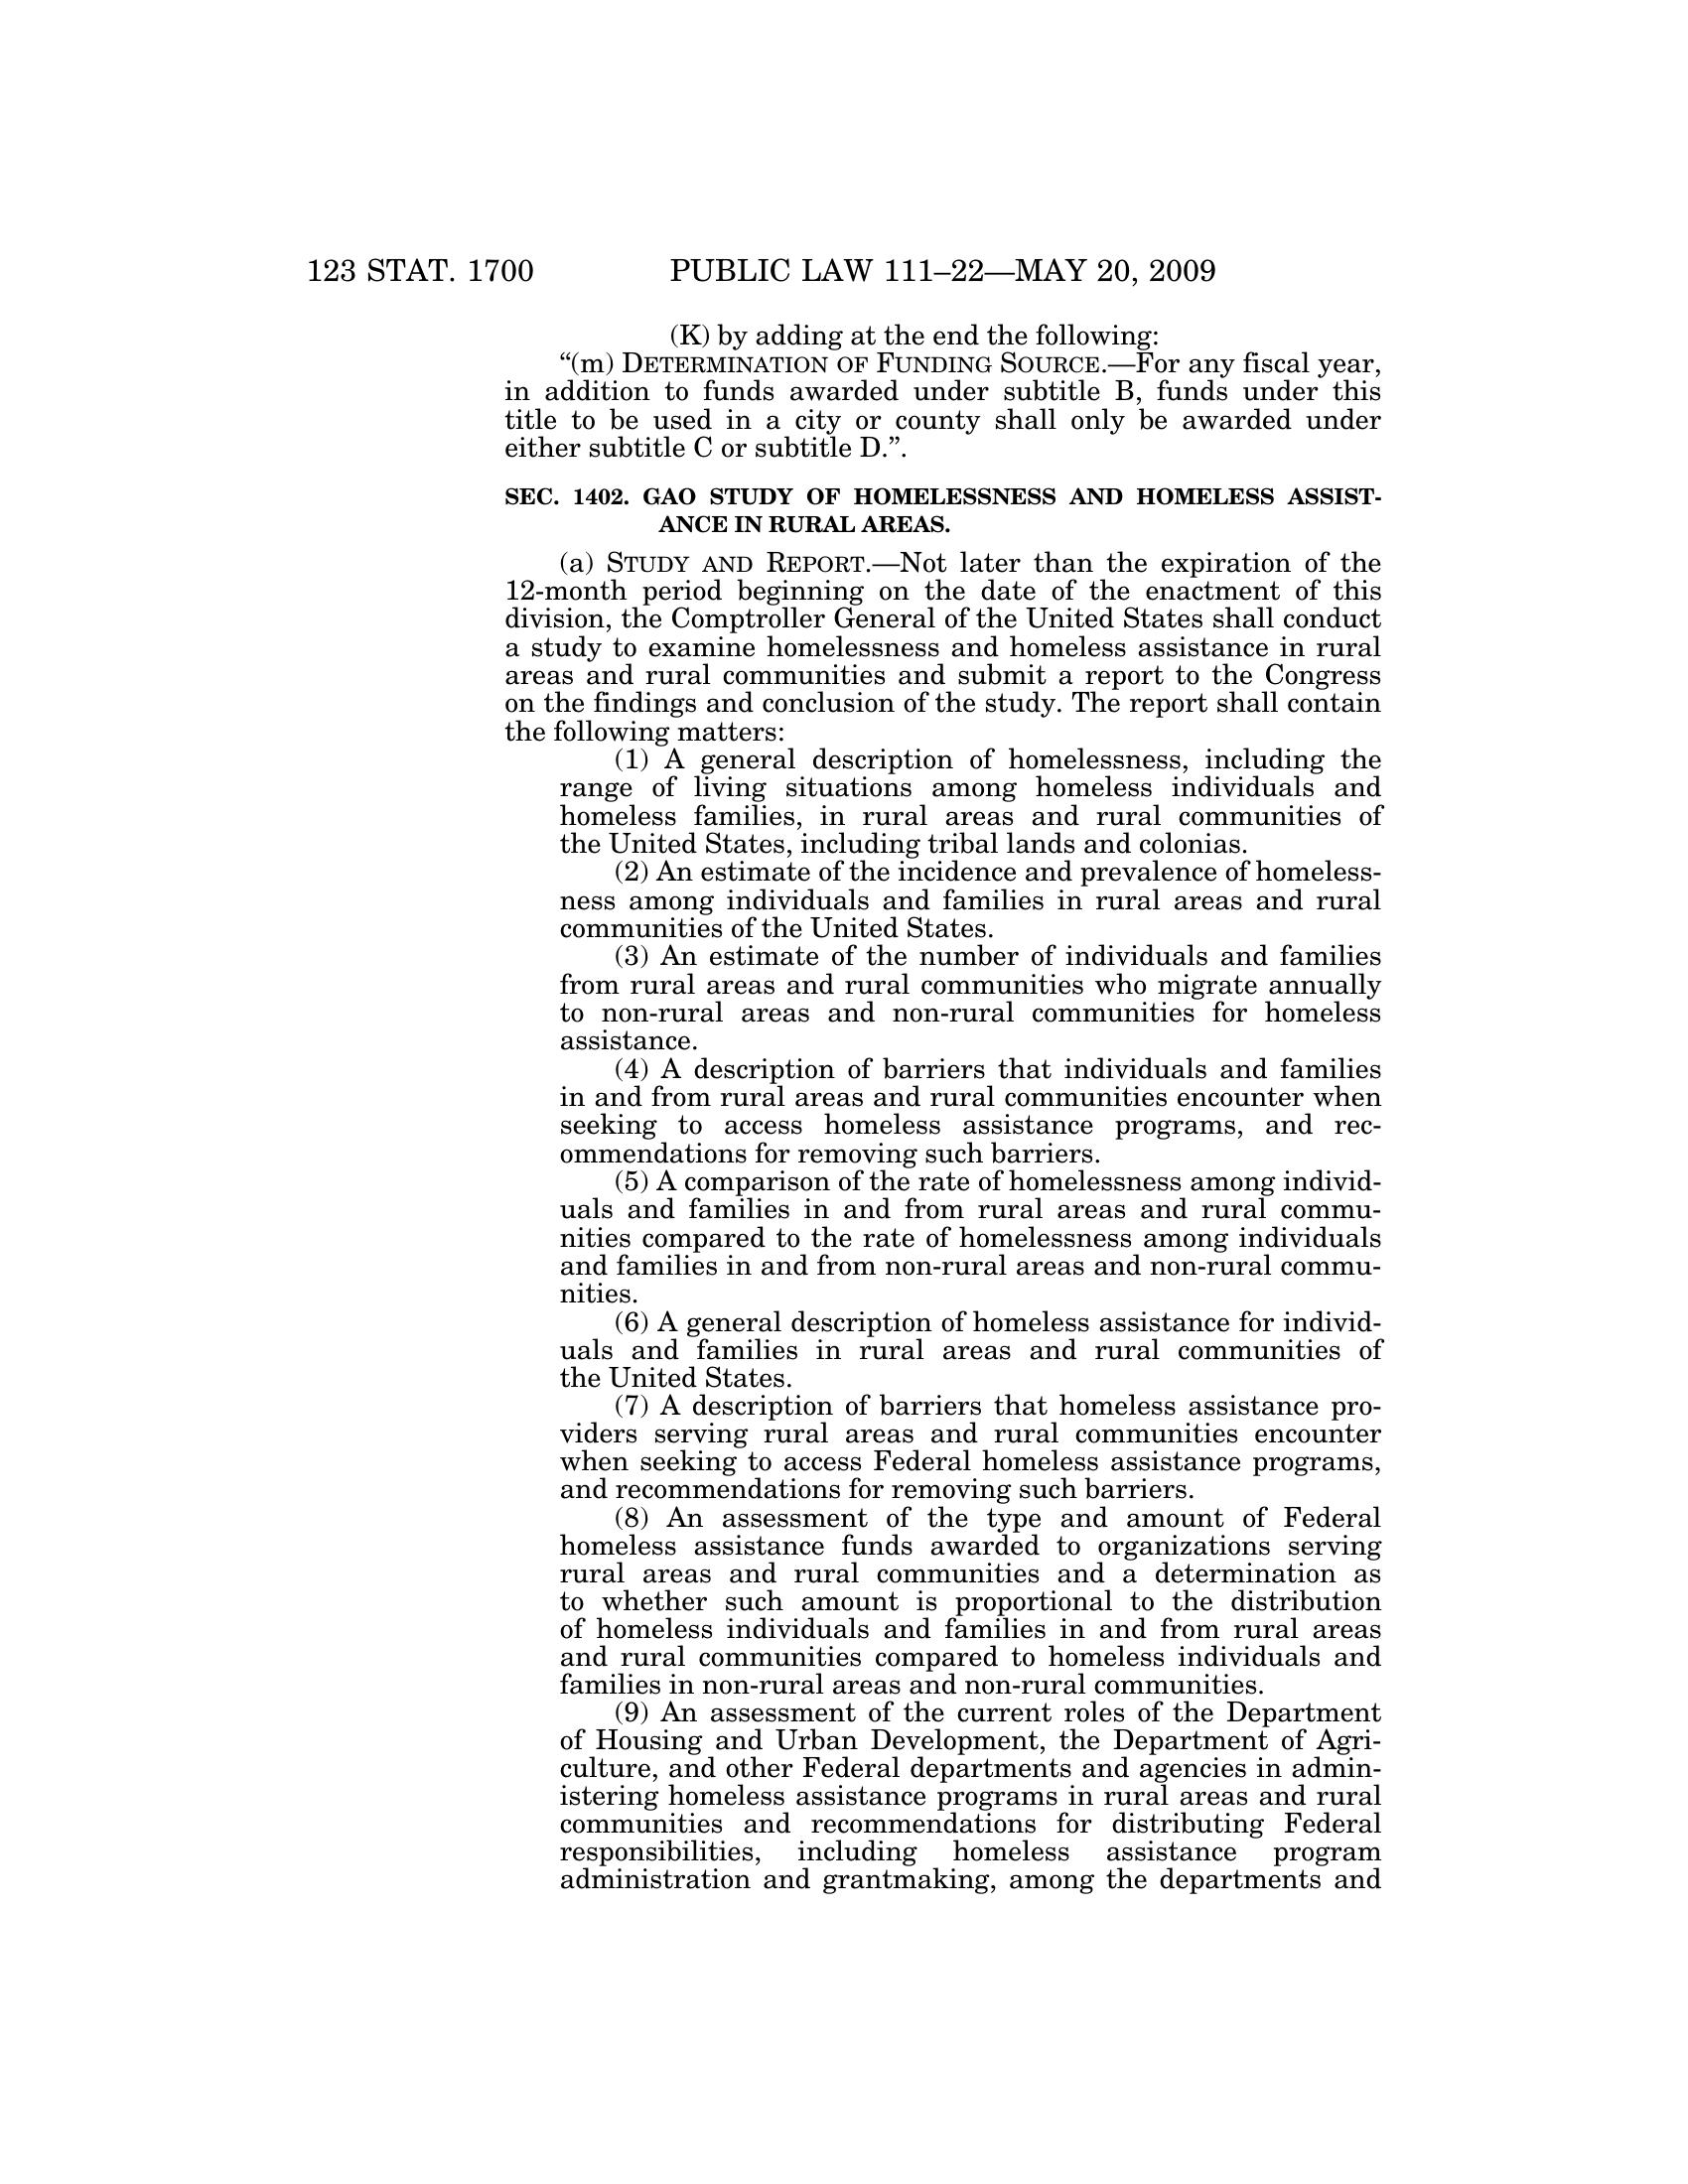 123 STAT. 1700 PUBLIC LAW 111–22—MAY 20, 2009
(K) by adding at the end the following:
“(m) DETERMINATION OF FUNDING SOURCE.—For any fiscal year,
in addition to funds awarded under subtitle B, funds under this
title to be used in a city or county shall only be awarded under
either subtitle C or subtitle D.”.
SEC. 1402. GAO STUDY OF HOMELESSNESS AND HOMELESS ASSIST-
ANCE IN RURAL AREAS.
(a) STUDY AND REPORT.—Not later than the expiration of the
12-month period beginning on the date of the enactment of this
division, the Comptroller General of the United States shall conduct
a study to examine homelessness and homeless assistance in rural
areas and rural communities and submit a report to the Congress
on the findings and conclusion of the study. The report shall contain
the following matters:
(1) A general description of homelessness, including the
range of living situations among homeless individuals and
homeless families, in rural areas and rural communities of
the United States, including tribal lands and colonias.
(2) An estimate of the incidence and prevalence of homeless-
ness among individuals and families in rural areas and rural
communities of the United States.
(3) An estimate of the number of individuals and families
from rural areas and rural communities who migrate annually
to non-rural areas and non-rural communities for homeless
assistance.
(4) A description of barriers that individuals and families
in and from rural areas and rural communities encounter when
seeking to access homeless assistance programs, and rec-
ommendations for removing such barriers.
(5) A comparison of the rate of homelessness among individ-
uals and families in and from rural areas and rural commu-
nities compared to the rate of homelessness among individuals
and families in and from non-rural areas and non-rural commu-
nities.
(6) A general description of homeless assistance for individ-
uals and families in rural areas and rural communities of
the United States.
(7) A description of barriers that homeless assistance pro-
viders serving rural areas and rural communities encounter
when seeking to access Federal homeless assistance programs,
and recommendations for removing such barriers.
(8) An assessment of the type and amount of Federal
homeless assistance funds awarded to organizations serving
rural areas and rural communities and a determination as
to whether such amount is proportional to the distribution
of homeless individuals and families in and from rural areas
and rural communities compared to homeless individuals and
families in non-rural areas and non-rural communities.
(9) An assessment of the current roles of the Department
of Housing and Urban Development, the Department of Agri-
culture, and other Federal departments and agencies in admin-
istering homeless assistance programs in rural areas and rural
communities and recommendations for distributing Federal
responsibilities, including homeless assistance program
administration and grantmaking, among the departments and